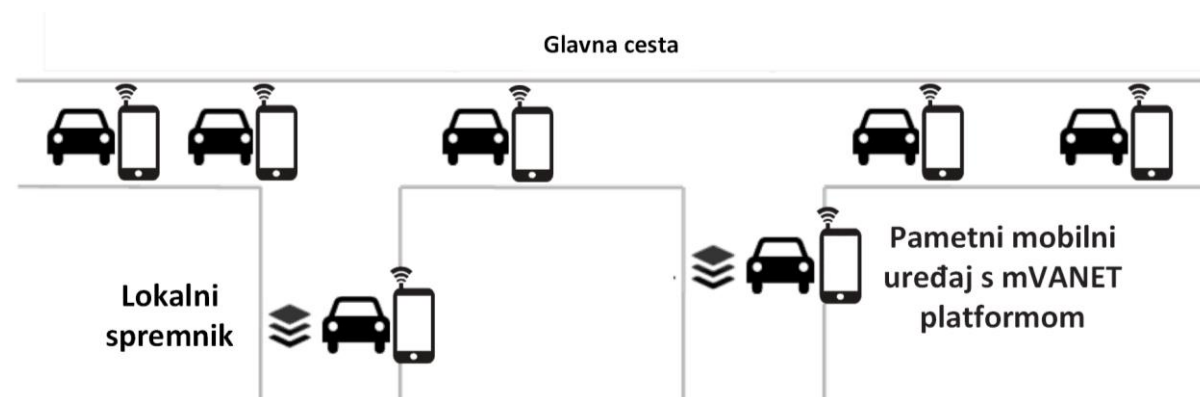 Glavna cesta
Lokalni
spremnik
Pametni mobilni
uređaj s mVANET
platformom